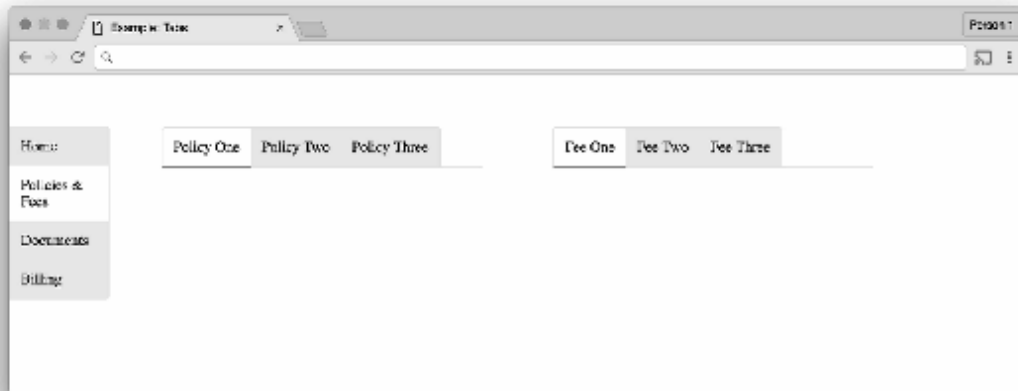 Example: Tabs
Person 1
Home
Policies &
Fees
Documents
Billing
Policy One Policy Two Policy Three
Fee One Fee Two Fee Three